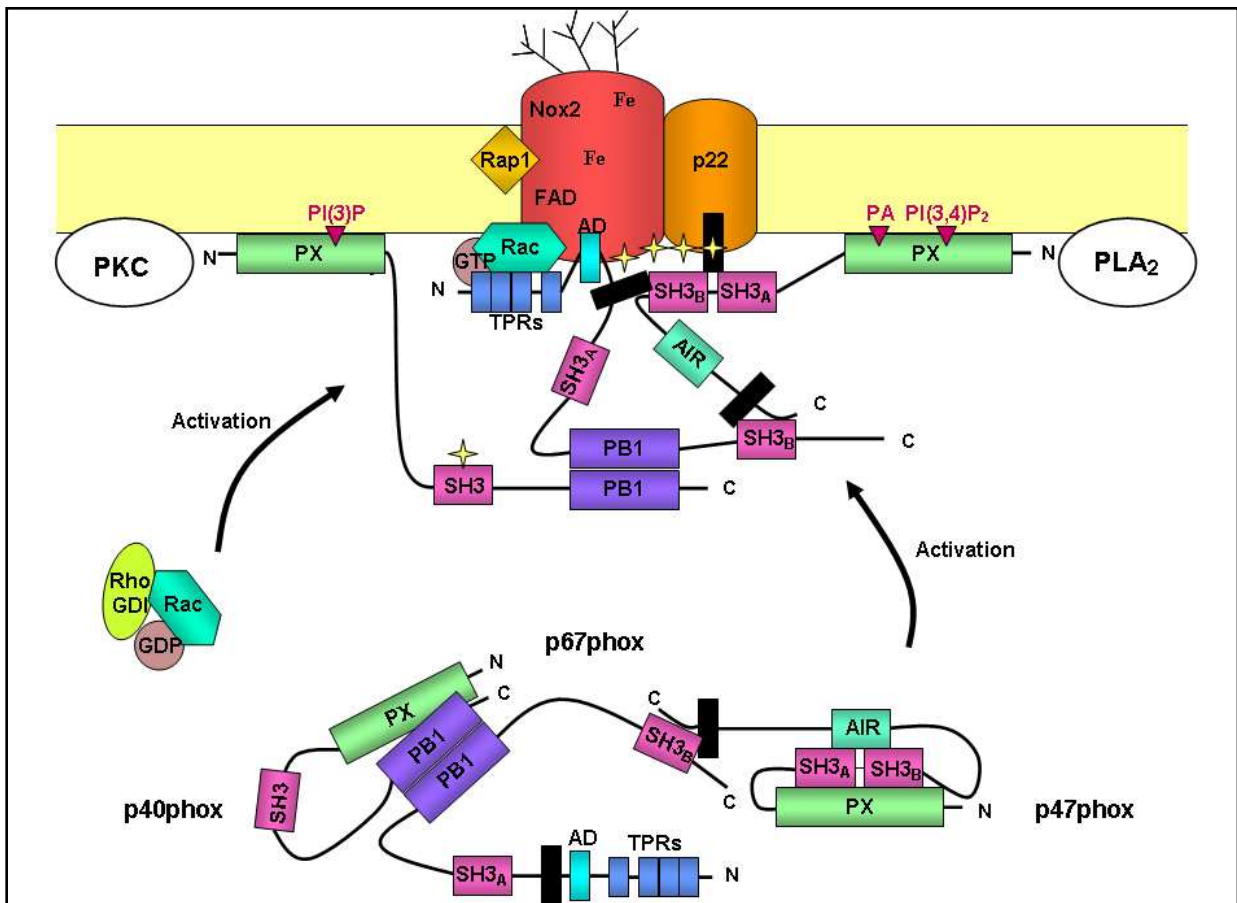 Nox2
Fe
Rap1
Fe
p22
FAD
PI(3)P
AD
PA PI(3,4)P₂
PKC
N
PX
GTP
Rac
PX
N
PLA₂
N
TPRs
SH3B
SH3A
SH3A
AIR
C
Activation
PB1
SH3B
C
SH3
PB1
C
Activation
Rho
GDI
Rac
GDP
p67phox
N
C
PX
PB1
PB1
C
SH3B
AIR
SH3A
SH3B
PX
N
C
p40phox
SH3
p47phox
AD
TPRs
SH3A
N